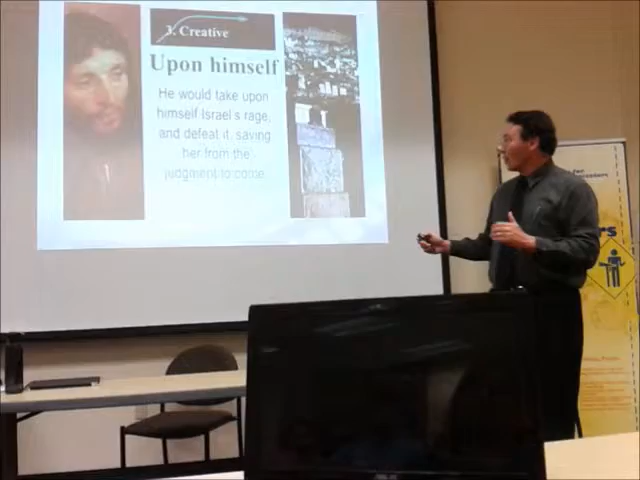 3. Creative
Upon himself
He would take upon
himself Israel's rage,
and defeat it, saving
her from the
judgment to come.